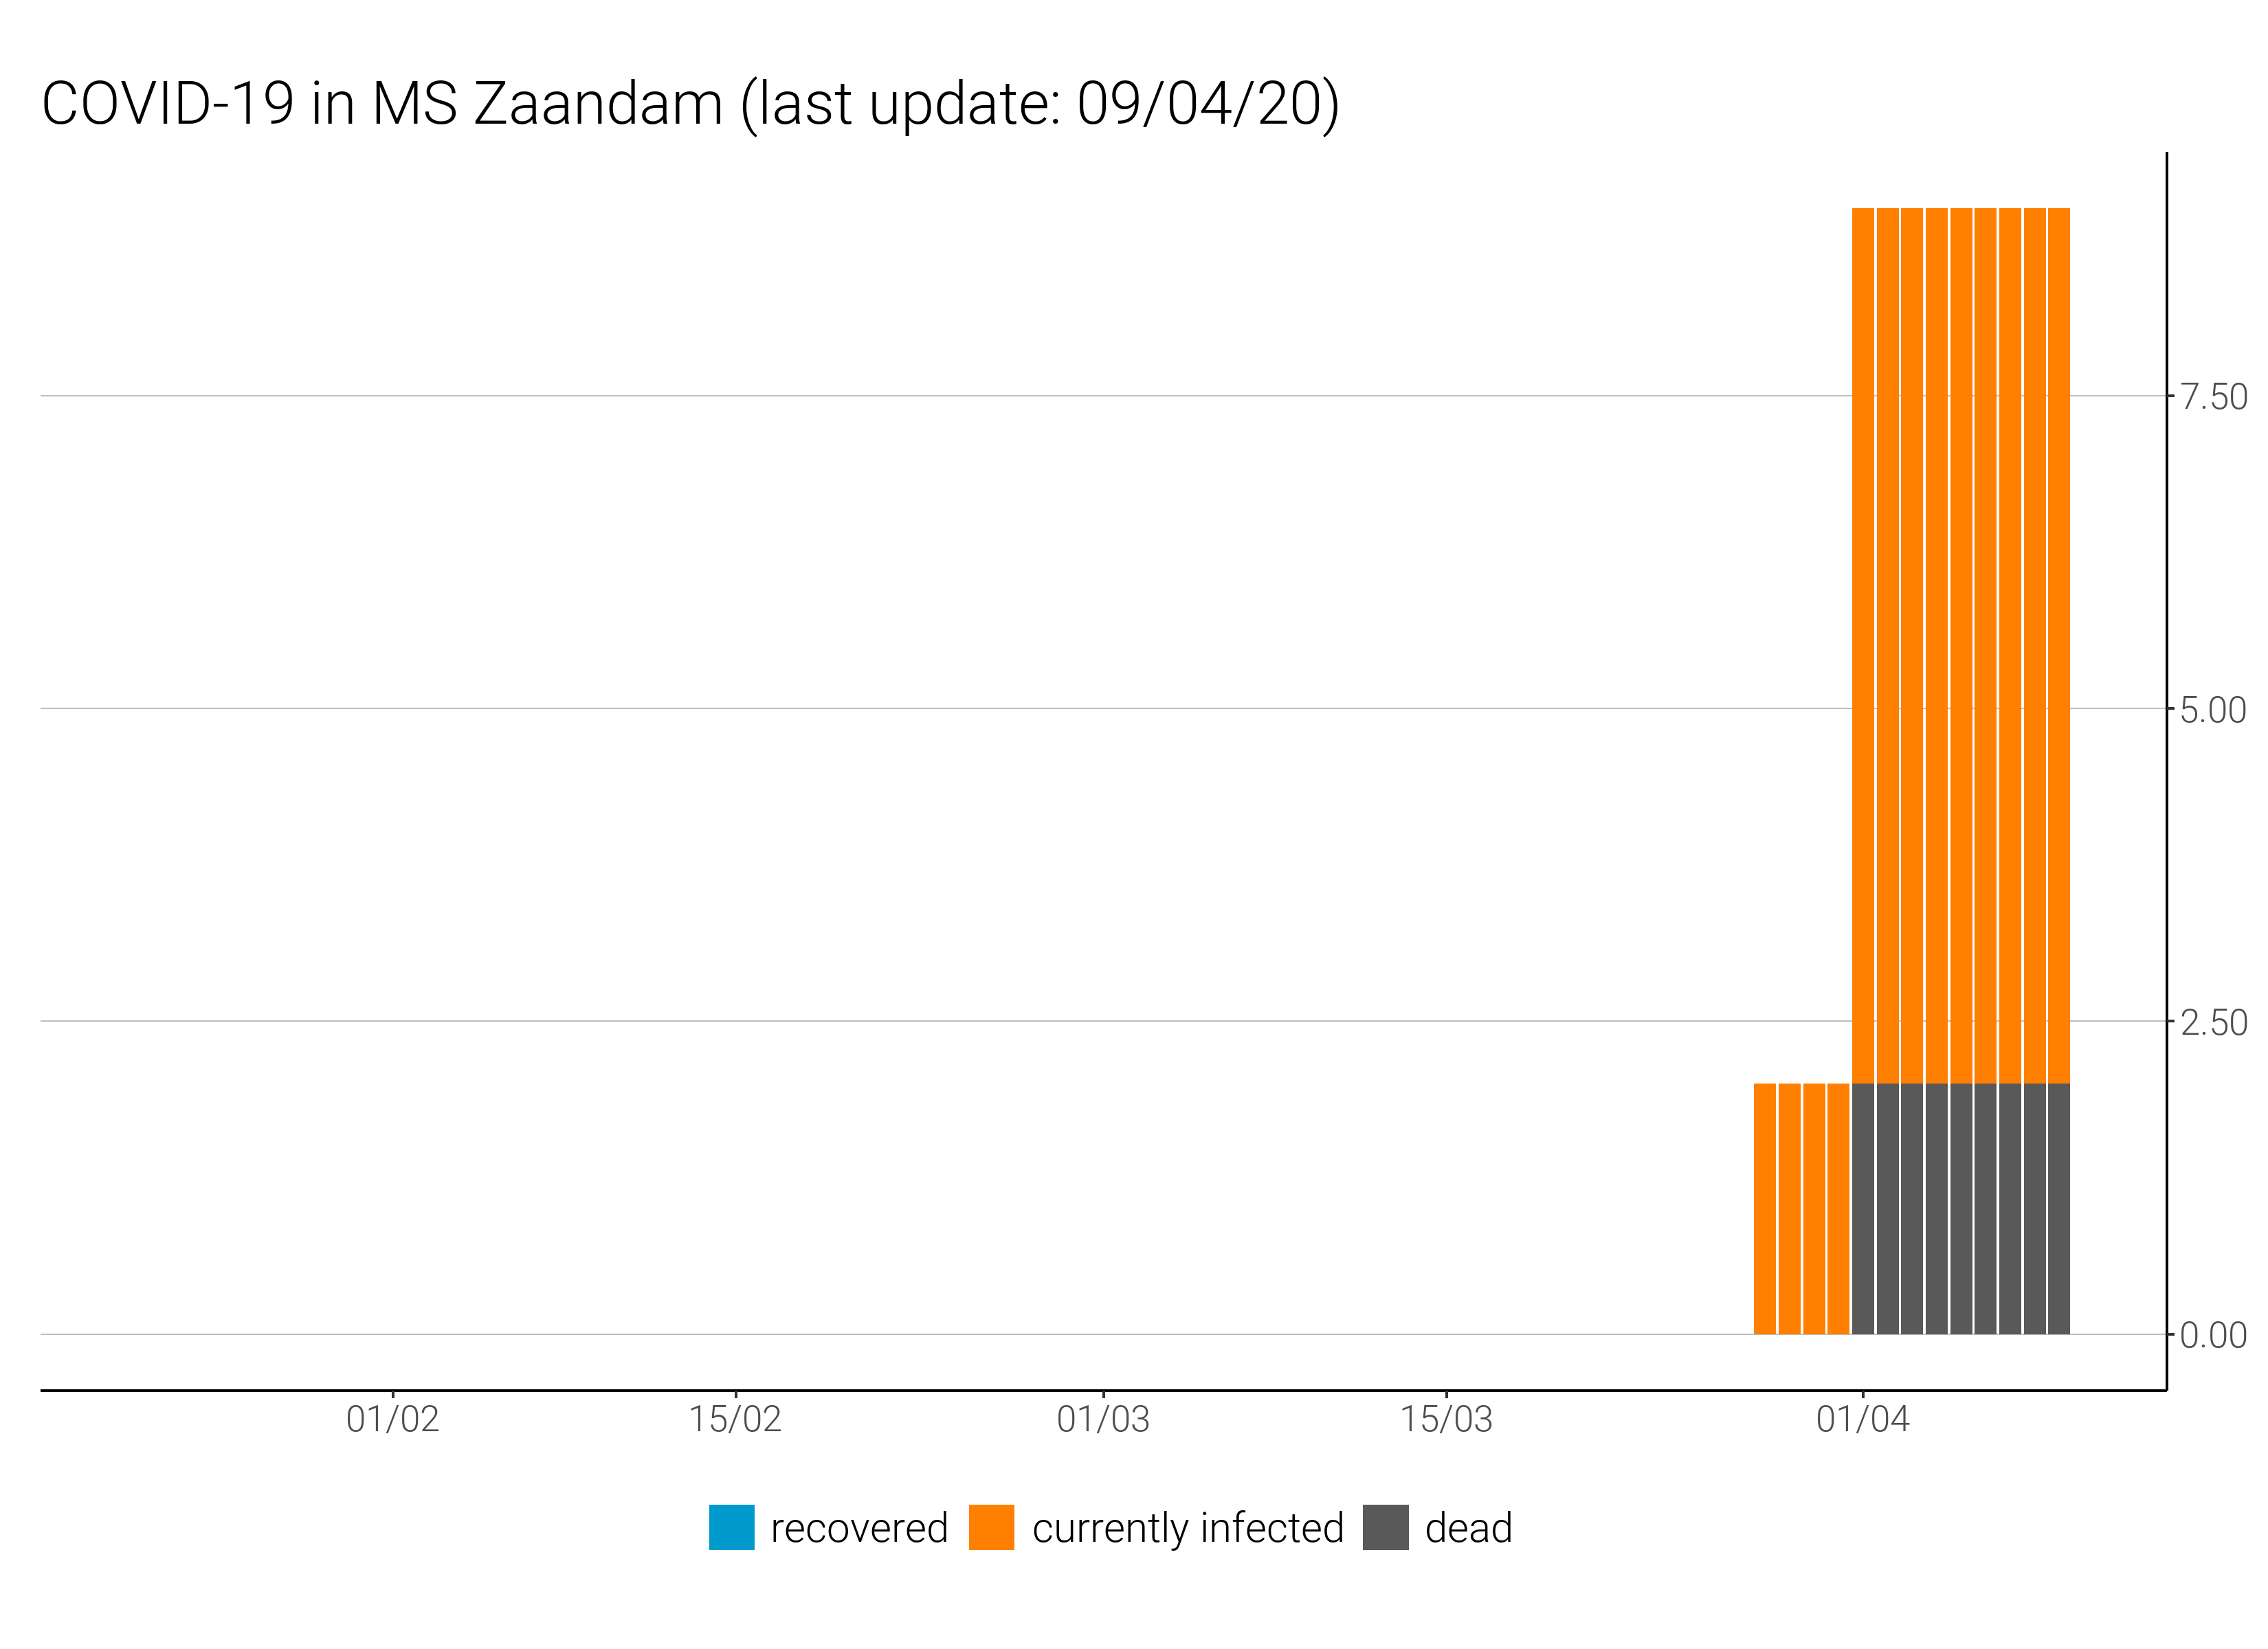 COVID-19 in MS Zaandam (last update: 09/04/20)
7.50
5.00
2.50
0.00
01/02 15/02 01/03 15/03 01/04
recovered currently infected dead